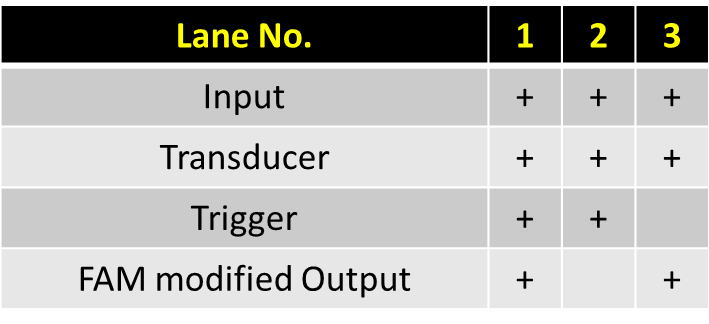 Lane No. 1 2 3
Input + + +
Transducer + + +
Trigger + +
FAM modified Output + +